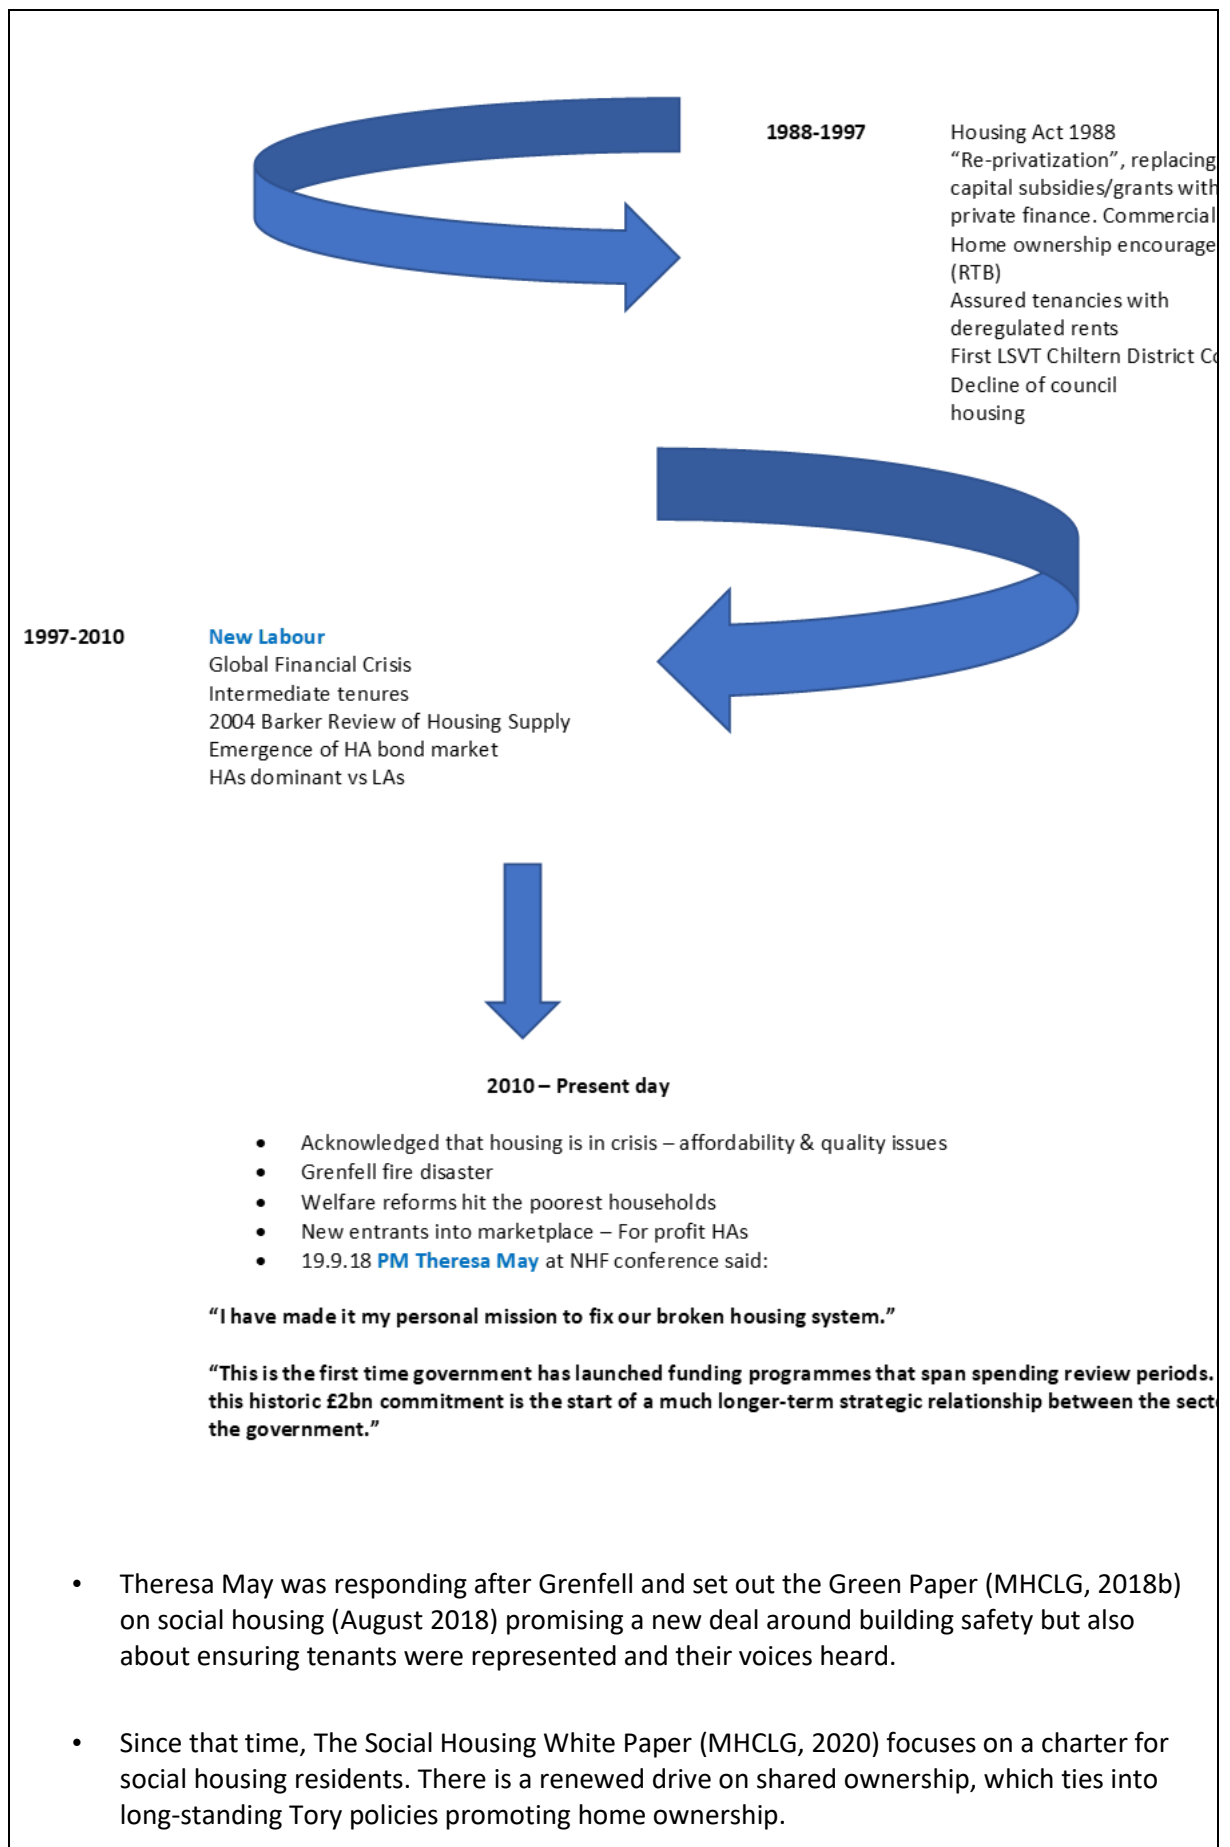 1988-1997 Housing Act 1988
“Re-privatization”, replacing
capital subsidies/grants with
private finance. Commercial
Home ownership encourage
(RTB)
Assured tenancies with
deregulated rents
First LSVT Chiltern District Co
Decline of council
housing
1997-2010 New Labour
Global Financial Crisis
Intermediate tenures
2004 Barker Review of Housing Supply
Emergence of HA bond market
HAs dominant vs LAs
2010 – Present day
• Acknowledged that housing is in crisis – affordability & quality issues
• Grenfell fire disaster
• Welfare reforms hit the poorest households
• New entrants into marketplace – For profit HAs
• 19.9.18 PM Theresa May at NHF conference said:
“I have made it my personal mission to fix our broken housing system.”
“This is the first time government has launched funding programmes that span spending review periods.
this historic £2bn commitment is the start of a much longer-term strategic relationship between the sect
the government.”
• Theresa May was responding after Grenfell and set out the Green Paper (MHCLG, 2018b)
on social housing (August 2018) promising a new deal around building safety but also
about ensuring tenants were represented and their voices heard.
• Since that time, The Social Housing White Paper (MHCLG, 2020) focuses on a charter for
social housing residents. There is a renewed drive on shared ownership, which ties into
long-standing Tory policies promoting home ownership.